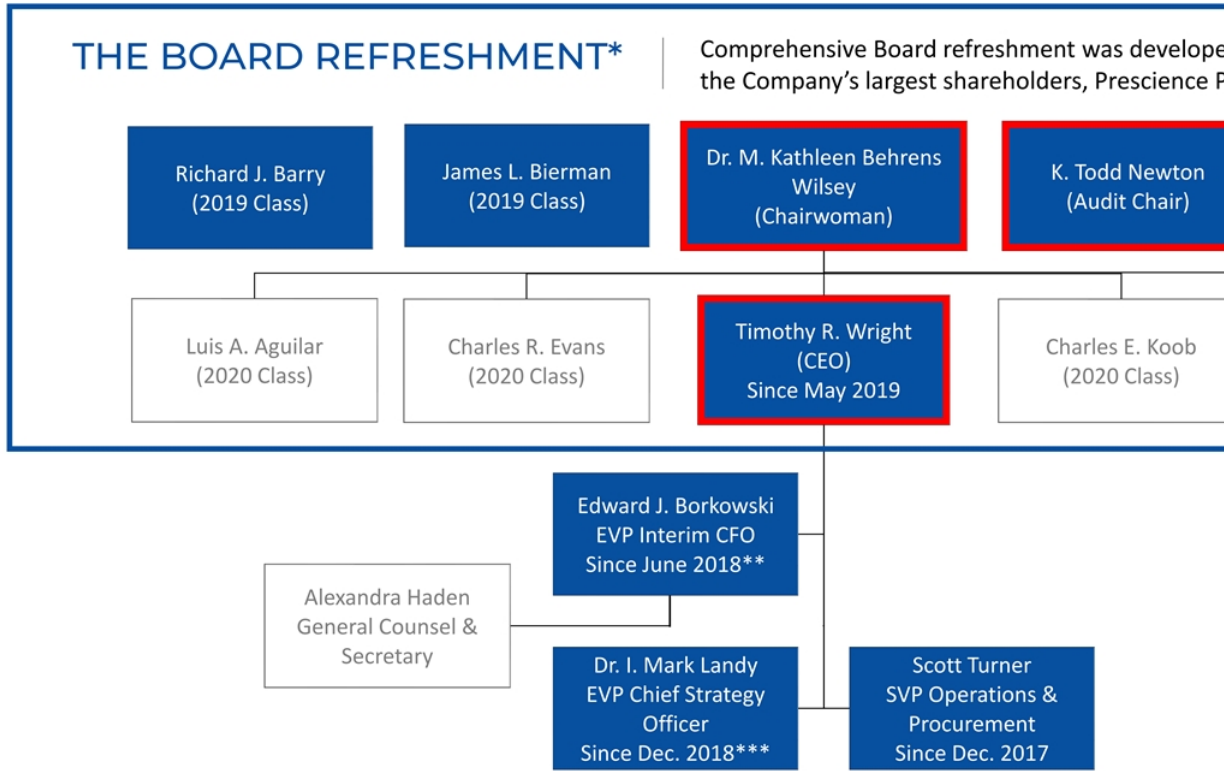 THE BOARD REFRESHMENT*
Comprehensive Board refreshment was develope
the Company’s largest shareholders, Prescience P
Richard J. Barry
(2019 Class)
James L. Bierman
(2019 Class)
Dr. M. Kathleen Behrens
Wilsey
(Chairwoman)
K. Todd Newton
(Audit Chair)
Luis A. Aguilar
(2020 Class)
Charles R. Evans
(2020 Class)
Timothy R. Wright
(CEO)
Since May 2019
Charles E. Koob
(2020 Class)
Edward J. Borkowski
EVP Interim CFO
Since June 2018**
Alexandra Haden
General Counsel &
Secretary
Dr. I. Mark Landy
EVP Chief Strategy
Officer
Since Dec. 2018***
Scott Turner
SVP Operations &
Procurement
Since Dec. 2017